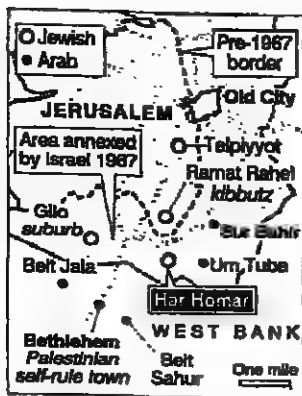 Jewish
Arab
Pre-1967
border
JERUSALEM
Old City
Area annexed
by Israel 1967
Talpiyyot
Ramat Rahel
kibbutz
Gilo
suburb
Sur Bahir
Beit Jala
Um Tuba
Har Homar
Bethlehem
Palestinian
self-rule town
WEST BANK
Beit
Sahur
One mile